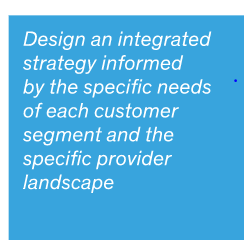 Design an integrated
strategy informed
by the specific needs
of each customer
segment and the
specific provider
landscape